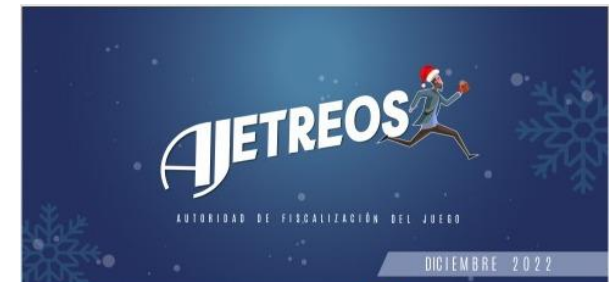 AJETREOS
AUTORIDAD DE FISCALIZACIÓN DEL JUEGO
DICIEMBRE 2022